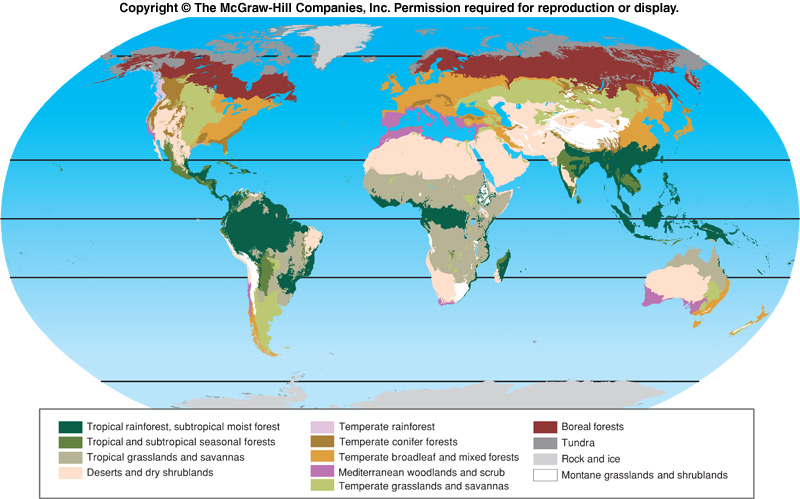 Copyright © The McGraw-Hill Companies, Inc. Permission required for reproduction or display.
Tropical rainforest, subtropical moist forest
Tropical and subtropical seasonal forests
Tropical grasslands and savannas
Deserts and dry shrublands
Temperate rainforest
Temperate conifer forests
Temperate broadleaf and mixed forests
Mediterranean woodlands and scrub
Temperate grasslands and savannas
Boreal forests
Tundra
Rock and ice
Montane grasslands and shrublands